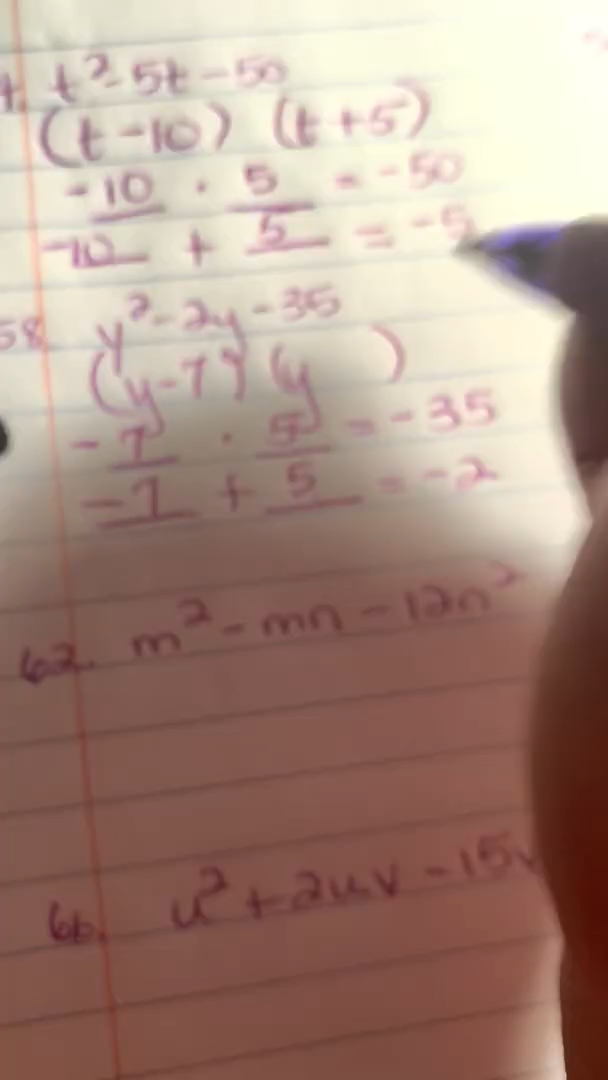 t²-5t-50
(t-10) (t+5)
-10 · 5 = -50
-10 + 5 = -5
58. y²-2y-35
(y-7) (y )
-7 · 5 = -35
-7 + 5 = -2
62. m²-mn-12n²
66. u²+2uv-15v